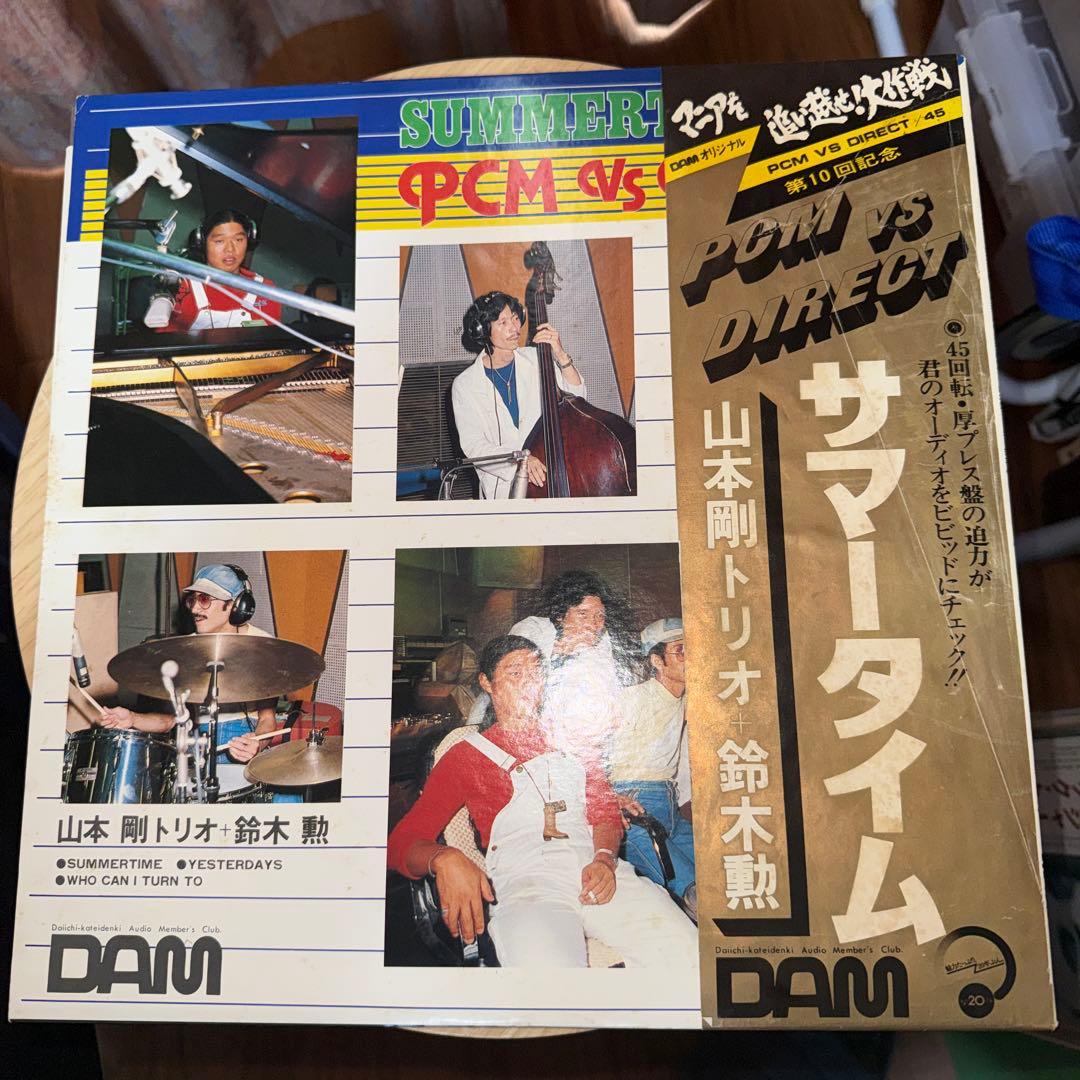 SUMMERT
PCM Vs
山本 剛トリオ+鈴木 勲
●SUMMERTIME ●YESTERDAYS
●WHO CAN I TURN TO
Daiichi-kateidenki Audio Member's Club.
DAM
マニアを
追い越せ!大作戦
DAMオリジナル
PCM VS DIRECT/45
第10回記念
PCM VS
DIRECT
◉45回転・厚プレス盤の迫力が
君のオーディオをビビッドにチェック!!
サマータイム
山本剛トリオ+鈴木勲
Daiichi-kateidenki Audio Member's Club.
DAM
20